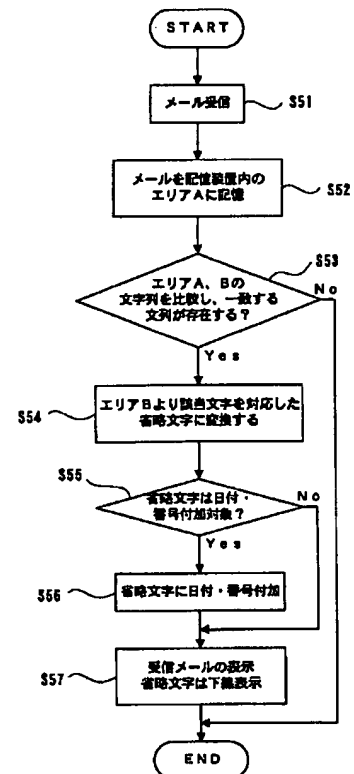 START
メール受信
S51
メールを記憶装置内の
エリアAに記憶
S52
S53
エリアA、Bの
文字列を比較し、一致する
文列が存在する?
No
Yes
エリアBより該当文字を対応した
省略文字に変換する
S54
S55
省略文字は日付・
番号付加対象?
No
Yes
省略文字に日付・番号付加
S56
受信メールの表示
省略文字は下線表示
S57
END